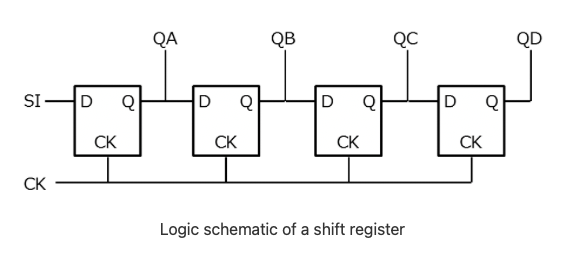 QA QB QC QD
SI D Q D Q D Q D Q
CK CK CK CK
CK
Logic schematic of a shift register